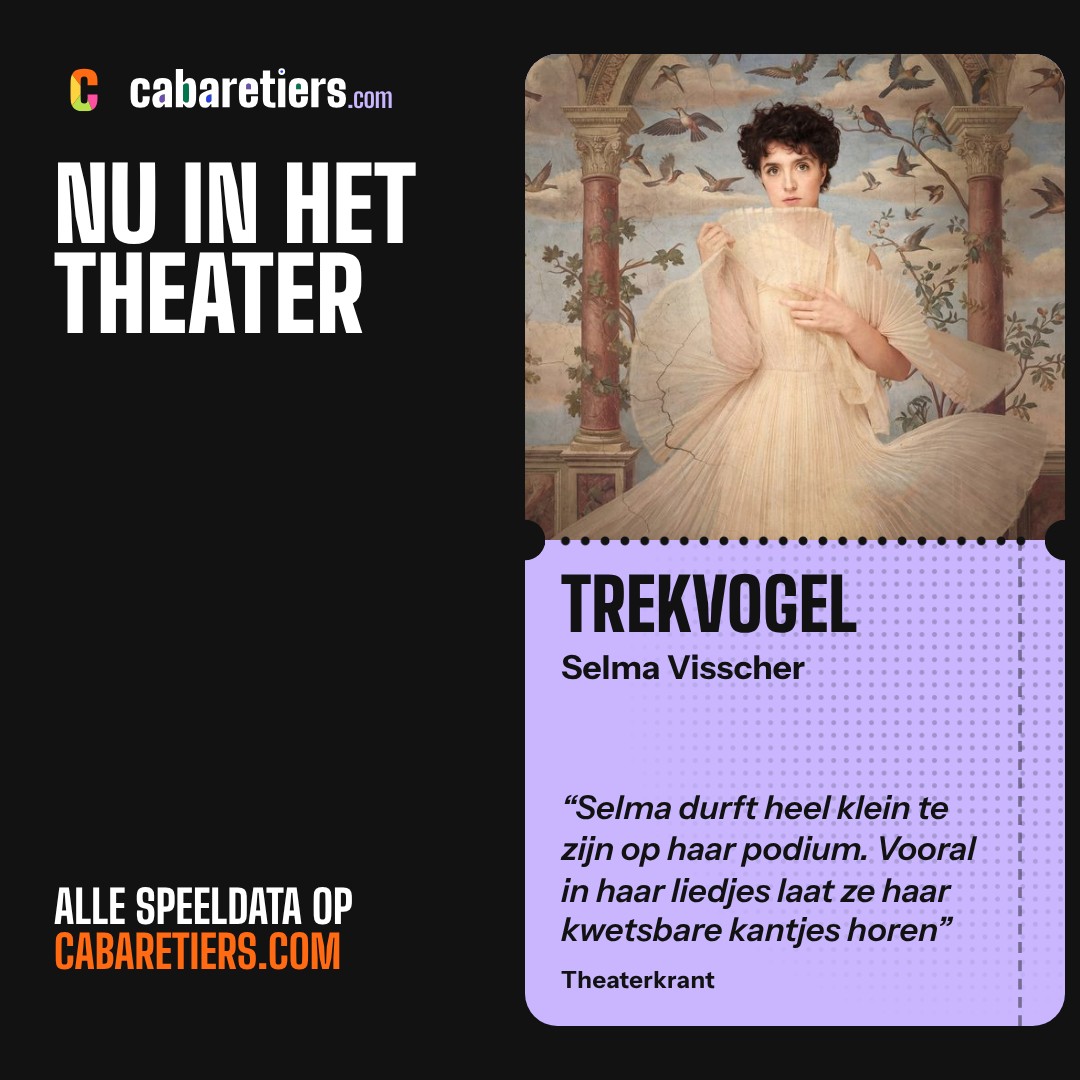 cabaretiers.com
NU IN HET
THEATER
TREKVOGEL
Selma Visscher
“Selma durft heel klein te
zijn op haar podium. Vooral
in haar liedjes laat ze haar
kwetsbare kantjes horen”
Theaterkrant
ALLE SPEELDATA OP
CABARETIERS.COM